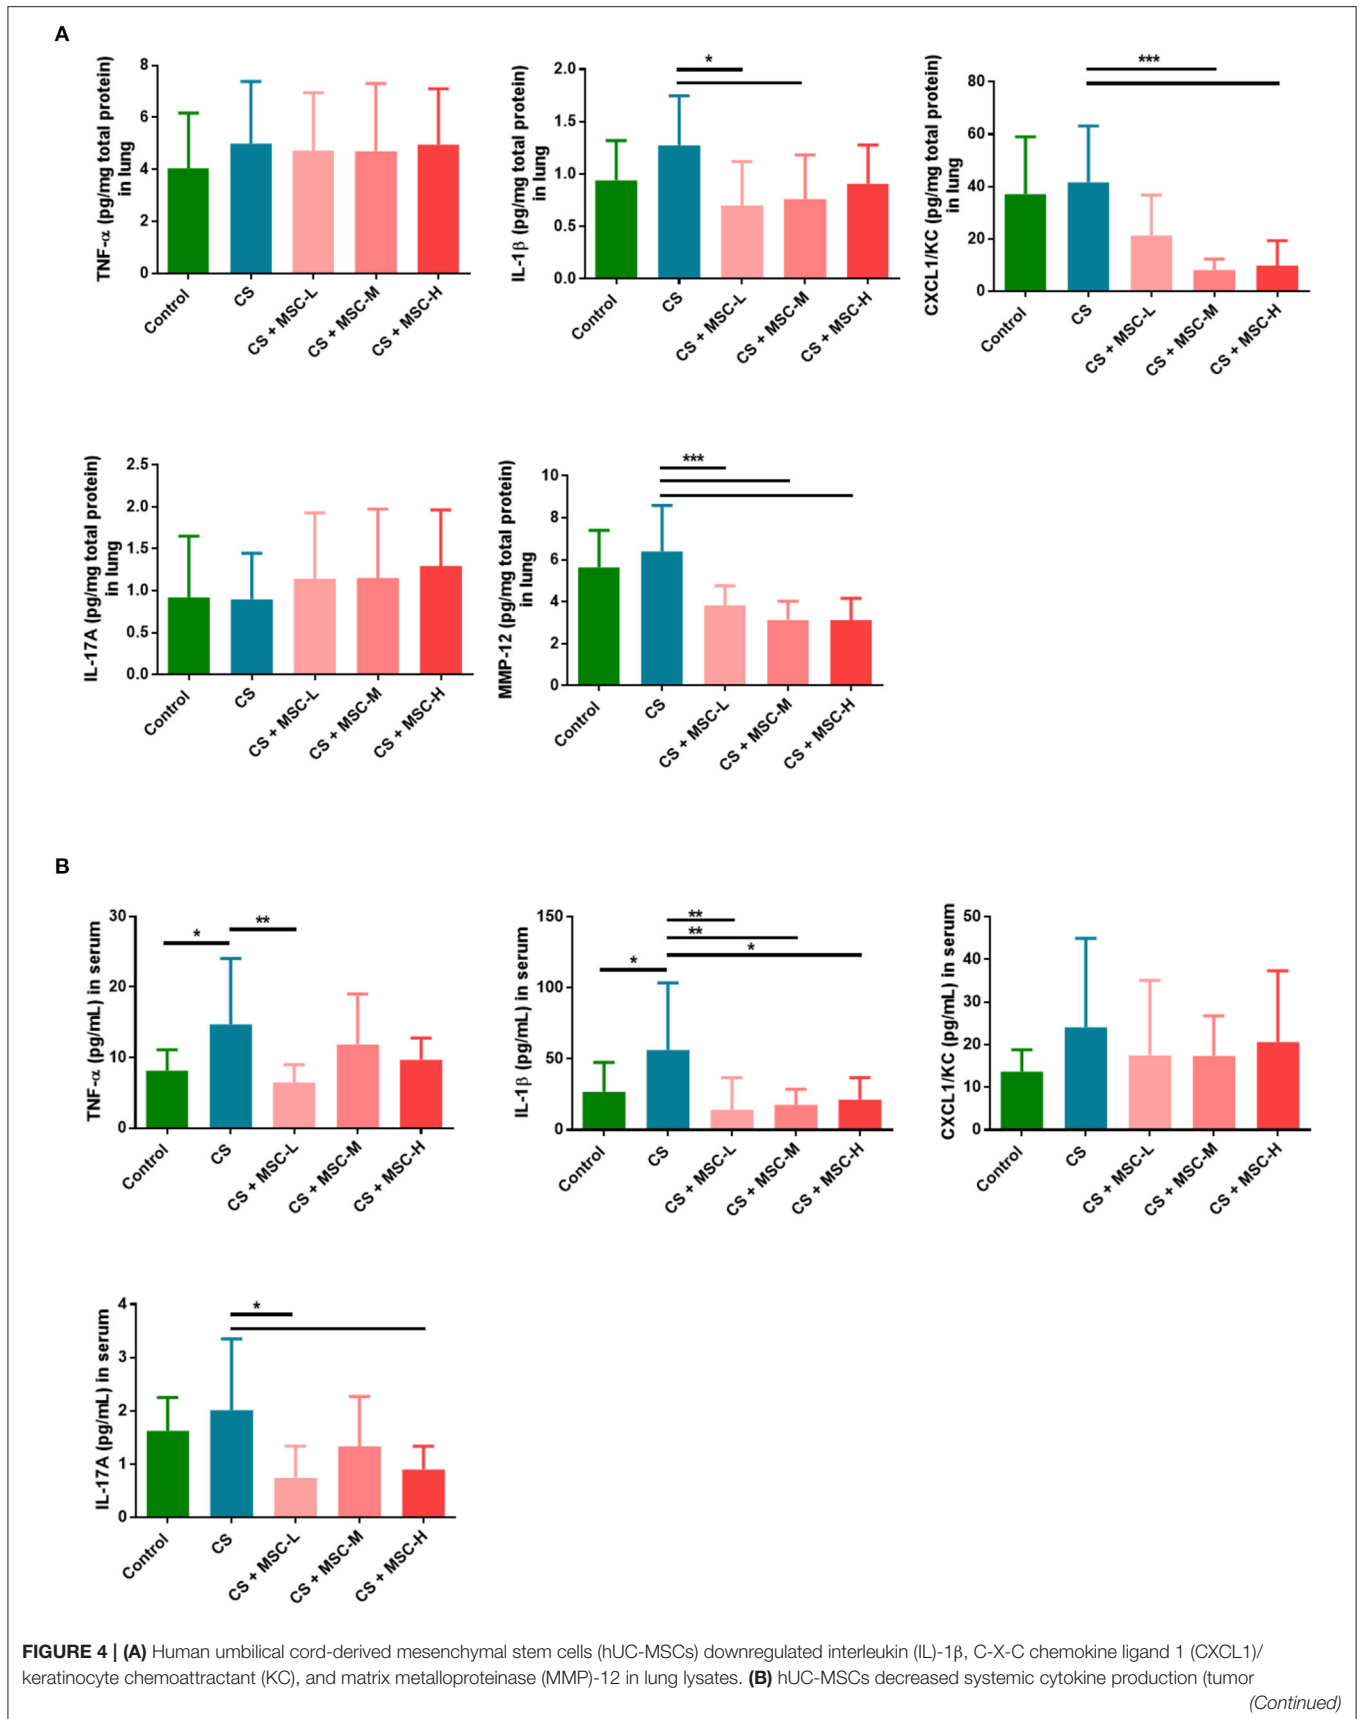 A
TNF-α (pg/mg total protein)
in lung
8
6
4
2
0
Control
CS
CS + MSC-L
CS + MSC-M
CS + MSC-H
IL-1β (pg/mg total protein)
in lung
2.0
1.5
1.0
0.5
0.0
*
Control
CS
CS + MSC-L
CS + MSC-M
CS + MSC-H
CXCL1/KC (pg/mg total protein)
in lung
80
60
40
20
0
***
Control
CS
CS + MSC-L
CS + MSC-M
CS + MSC-H
IL-17A (pg/mg total protein)
in lung
2.5
2.0
1.5
1.0
0.5
0.0
Control
CS
CS + MSC-L
CS + MSC-M
CS + MSC-H
MMP-12 (pg/mg total protein)
in lung
10
8
6
4
2
0
***
Control
CS
CS + MSC-L
CS + MSC-M
CS + MSC-H
B
TNF-α (pg/mL) in serum
30
20
10
0
*
**
Control
CS
CS + MSC-L
CS + MSC-M
CS + MSC-H
IL-1β (pg/mL) in serum
150
100
50
0
**
**
*
*
Control
CS
CS + MSC-L
CS + MSC-M
CS + MSC-H
CXCL1/KC (pg/mL) in serum
50
40
30
20
10
0
Control
CS
CS + MSC-L
CS + MSC-M
CS + MSC-H
IL-17A (pg/mL) in serum
4
3
2
1
0
*
Control
CS
CS + MSC-L
CS + MSC-M
CS + MSC-H
FIGURE 4 | (A) Human umbilical cord-derived mesenchymal stem cells (hUC-MSCs) downregulated interleukin (IL)-1β, C-X-C chemokine ligand 1 (CXCL1)/
keratinocyte chemoattractant (KC), and matrix metalloproteinase (MMP)-12 in lung lysates. (B) hUC-MSCs decreased systemic cytokine production (tumor
(Continued)